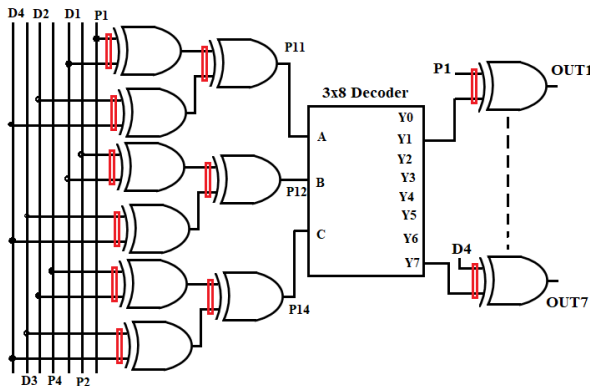 D4 D2 D1 P1
P11
P1
OUT1
3x8 Decoder
Y0
A Y1
Y2
P12 B Y3
Y4
Y5
C Y6
D4
Y7
P14
OUT7
D3 P4 P2